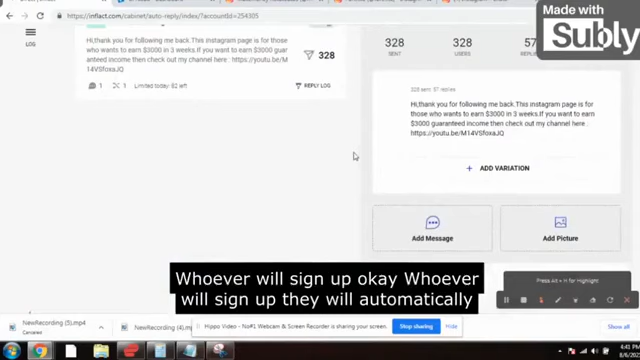 https://inflact.com/cabinet/auto-reply/index/?accountId=254305
Made with
Subly
LOG
Hi,thank you for following me back.This instagram page is for those
who wants to earn $3000 in 3 weeks.If you want to earn $3000 guar
anteed income then check out my channel here : https://youtu.be/M
14VSfoxaJQ
328
1
1
Limited today: 62 left
REPLY LOG
328
SENT
328
USERS
57
328 sent 57 replies
Hi,thank you for following me back.This instagram page is for
those who wants to earn $3000 in 3 weeks.If you want to earn
$3000 guaranteed income then check out my channel here :
https://youtu.be/M14VSfoxaJQ
+ ADD VARIATION
Add Message
Add Picture
Press Alt + H for Highlight
Whoever will sign up okay Whoever
will sign up they will automatically
NewRecording (5).mp4
Canceled
NewRecording (4).mp4
Hippo Video - No#1 Webcam & Screen Recorder is sharing your screen.
Stop sharing
Hide
Show all
4:41 PM